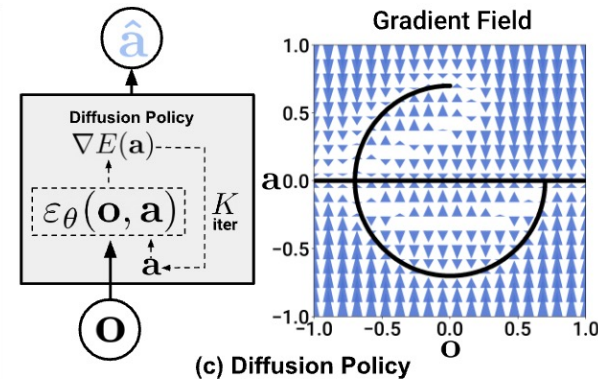 â
Diffusion Policy
∇E(a)
εθ(o, a)
K
iter
a
o
Gradient Field
1.0
0.5
a 0.0
−0.5
−1.0
−1.0 −0.5 0.0 0.5 1.0
o
(c) Diffusion Policy